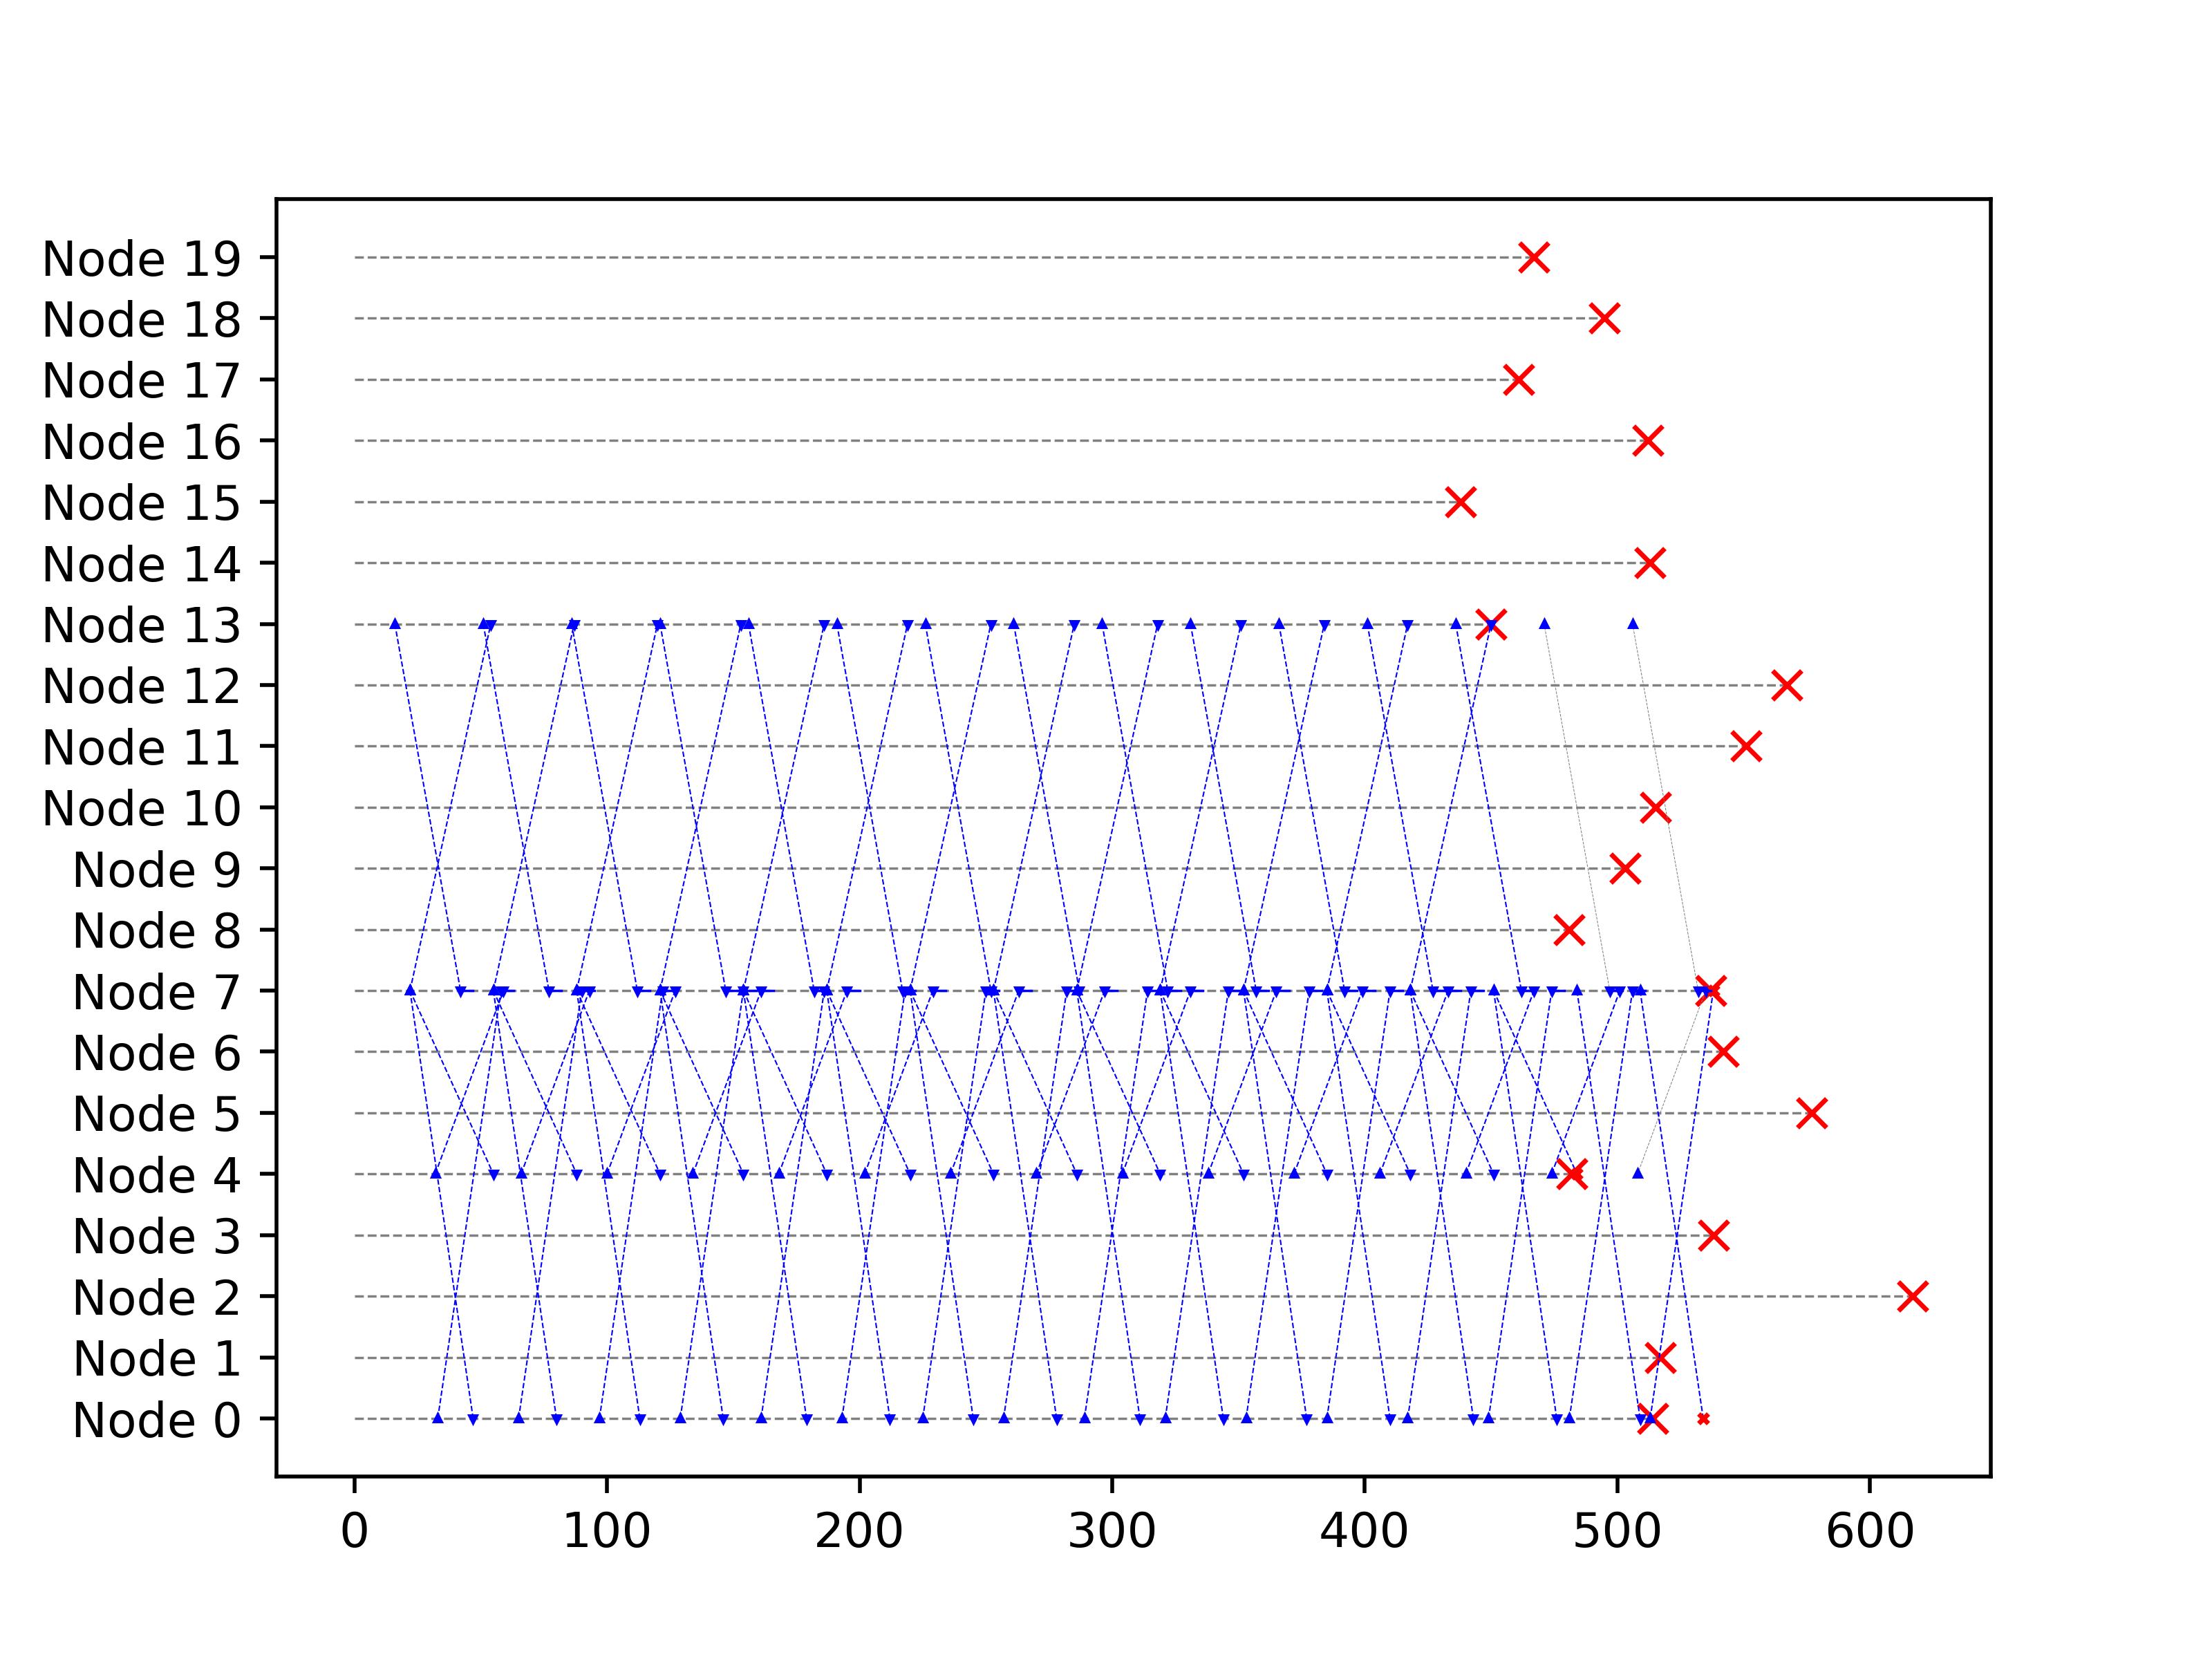 Node 19
Node 18
Node 17
Node 16
Node 15
Node 14
Node 13
Node 12
Node 11
Node 10
Node 9
Node 8
Node 7
Node 6
Node 5
Node 4
Node 3
Node 2
Node 1
Node 0
0 100 200 300 400 500 600